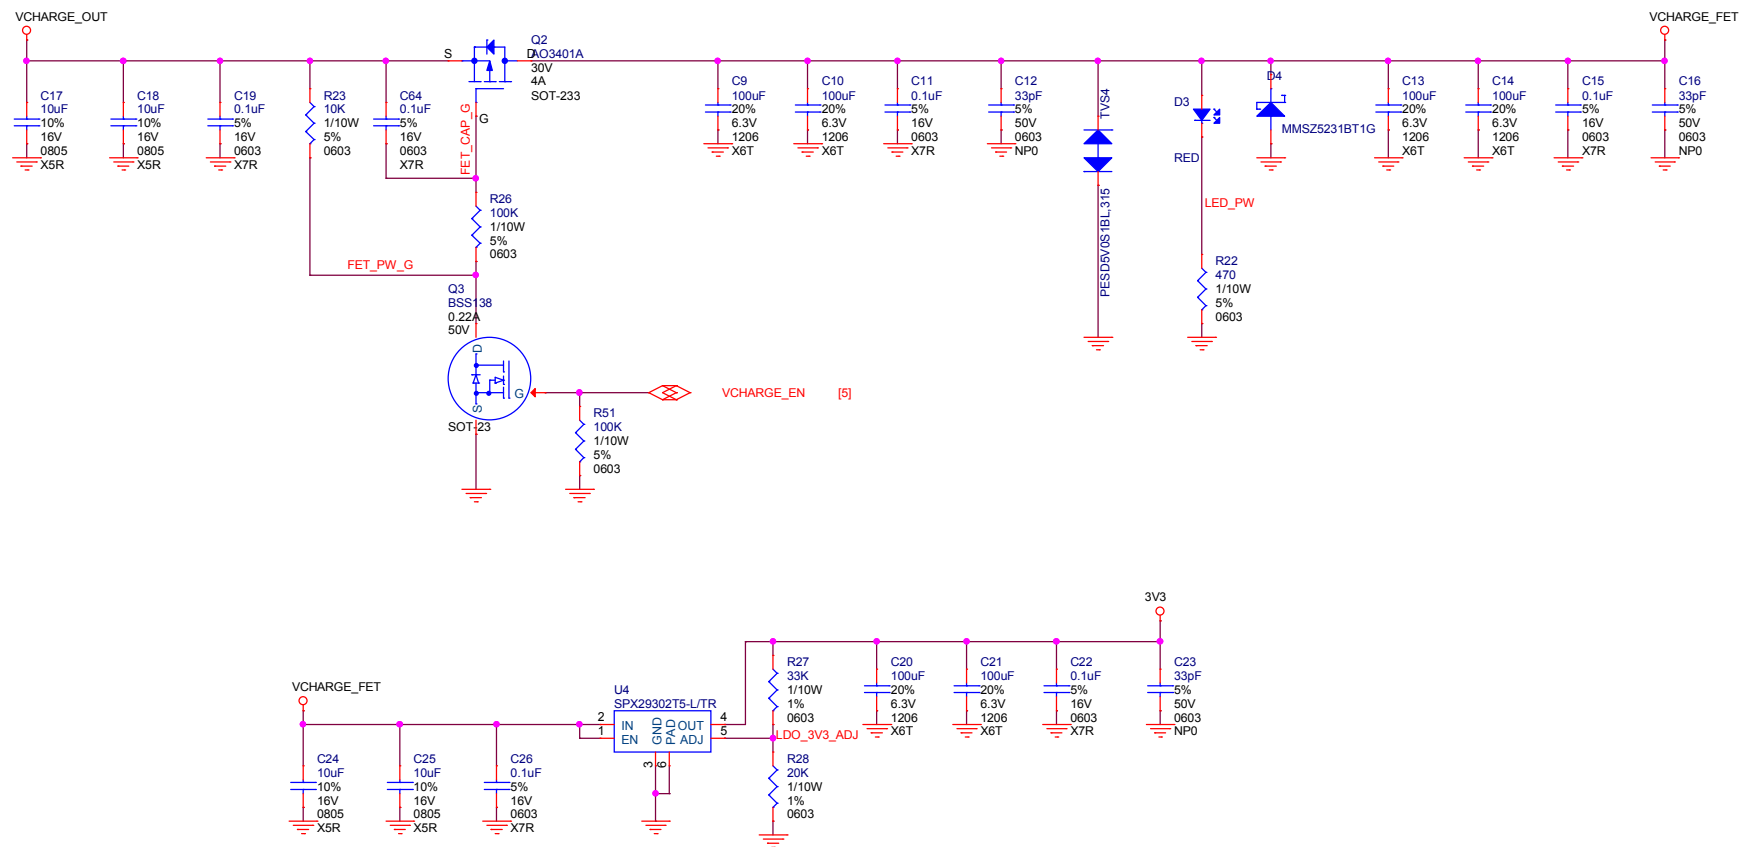 VCHARGE_OUT
VCHARGE_FET
C17
10uF
10%
16V
0805
X5R
C18
10uF
10%
16V
0805
X5R
C19
0.1uF
5%
16V
0603
X7R
R23
10K
1/10W
5%
0603
C64
0.1uF
5%
16V
0603
X7R
FET_CAP_G
S
D
G
Q2
AO3401A
30V
4A
SOT-233
C9
100uF
20%
6.3V
1206
X6T
C10
100uF
20%
6.3V
1206
X6T
C11
0.1uF
5%
16V
0603
X7R
C12
33pF
5%
50V
0603
NP0
TVS4
PESD5V0S1BL,315
D3
RED
LED_PW
D4
MMSZ5231BT1G
C13
100uF
20%
6.3V
1206
X6T
C14
100uF
20%
6.3V
1206
X6T
C15
0.1uF
5%
16V
0603
X7R
C16
33pF
5%
50V
0603
NP0
R26
100K
1/10W
5%
0603
FET_PW_G
R22
470
1/10W
5%
0603
Q3
BSS138
0.22A
50V
D
G
S
SOT-23
VCHARGE_EN [5]
R51
100K
1/10W
5%
0603
3V3
VCHARGE_FET
U4
SPX29302T5-L/TR
2
1
IN
EN
GND
PAD
OUT
ADJ
4
5
3
6
R27
33K
1/10W
1%
0603
LDO_3V3_ADJ
R28
20K
1/10W
1%
0603
C20
100uF
20%
6.3V
1206
X6T
C21
100uF
20%
6.3V
1206
X6T
C22
0.1uF
5%
16V
0603
X7R
C23
33pF
5%
50V
0603
NP0
C24
10uF
10%
16V
0805
X5R
C25
10uF
10%
16V
0805
X5R
C26
0.1uF
5%
16V
0603
X7R